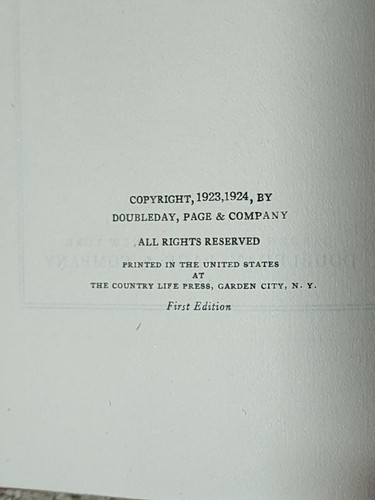 COPYRIGHT, 1923,1924, BY
DOUBLEDAY, PAGE & COMPANY
ALL RIGHTS RESERVED
PRINTED IN THE UNITED STATES
AT
THE COUNTRY LIFE PRESS, GARDEN CITY, N. Y.
First Edition